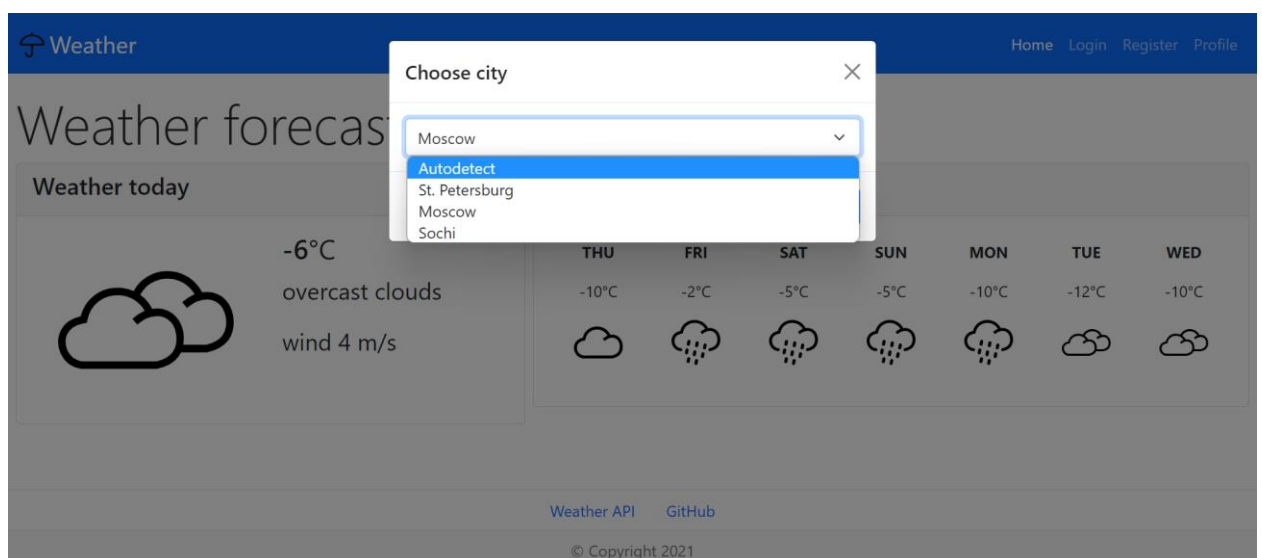 Weather
Home Login Register Profile
Choose city
Weather forecas
Moscow
Autodetect
St. Petersburg
Moscow
Sochi
Weather today
-6°C
overcast clouds
wind 4 m/s
THU FRI SAT SUN MON TUE WED
-10°C -2°C -5°C -5°C -10°C -12°C -10°C
Weather API GitHub
© Copyright 2021